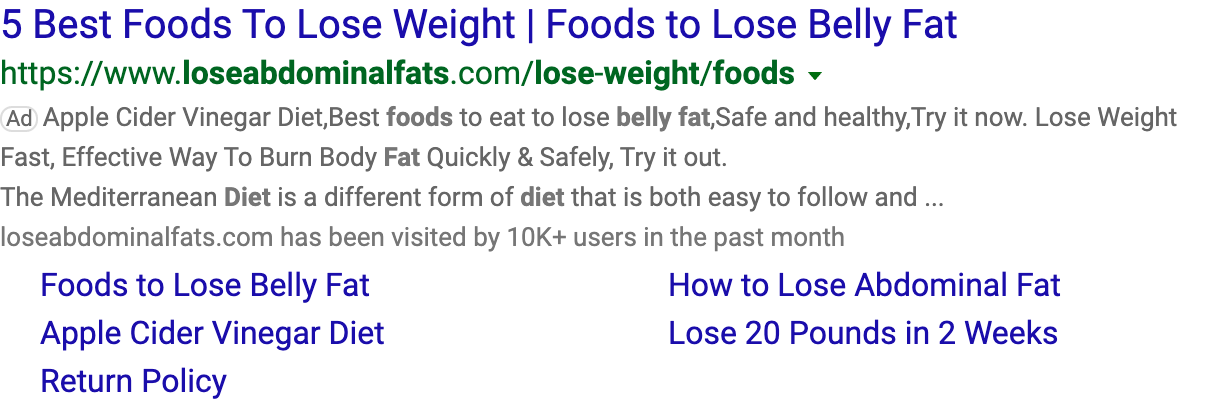 5 Best Foods To Lose Weight | Foods to Lose Belly Fat
https://www.loseabdominalfats.com/lose-weight/foods
Ad Apple Cider Vinegar Diet,Best foods to eat to lose belly fat,Safe and healthy,Try it now. Lose Weight
Fast, Effective Way To Burn Body Fat Quickly & Safely, Try it out.
The Mediterranean Diet is a different form of diet that is both easy to follow and ...
loseabdominalfats.com has been visited by 10K+ users in the past month
Foods to Lose Belly Fat
How to Lose Abdominal Fat
Apple Cider Vinegar Diet
Lose 20 Pounds in 2 Weeks
Return Policy